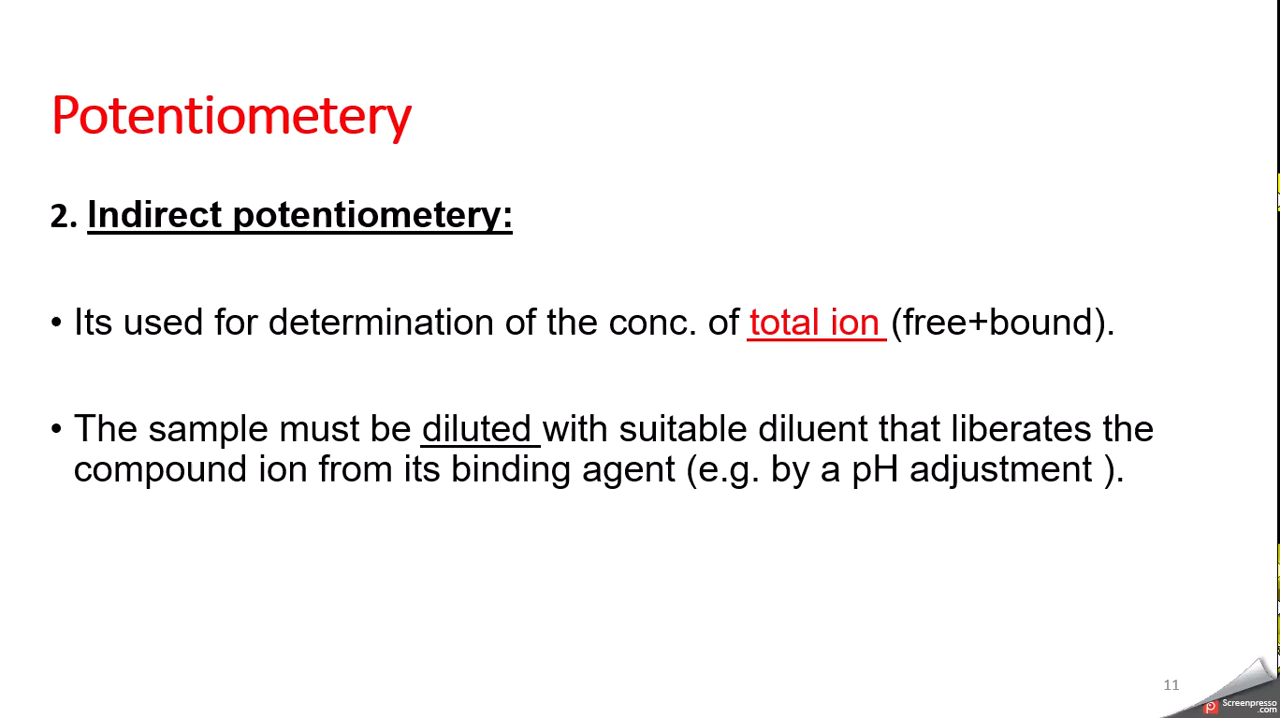 Potentiometery
2. Indirect potentiometery:
• Its used for determination of the conc. of total ion (free+bound).
• The sample must be diluted with suitable diluent that liberates the
compound ion from its binding agent (e.g. by a pH adjustment ).
11
Screenpresso
.com